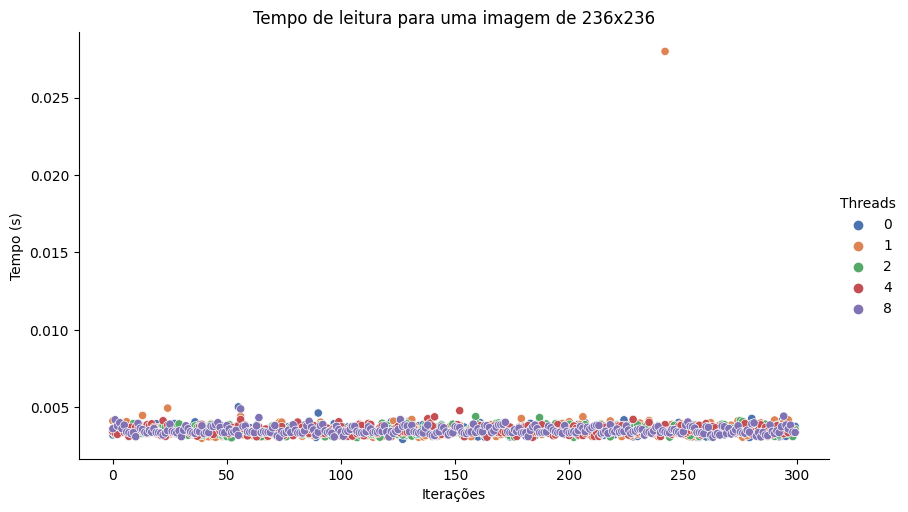 Tempo de leitura para uma imagem de 236x236
0.025
0.020
0.015
0.010
0.005
Tempo (s)
0 50 100 150 200 250 300
Iterações
Threads
0
1
2
4
8